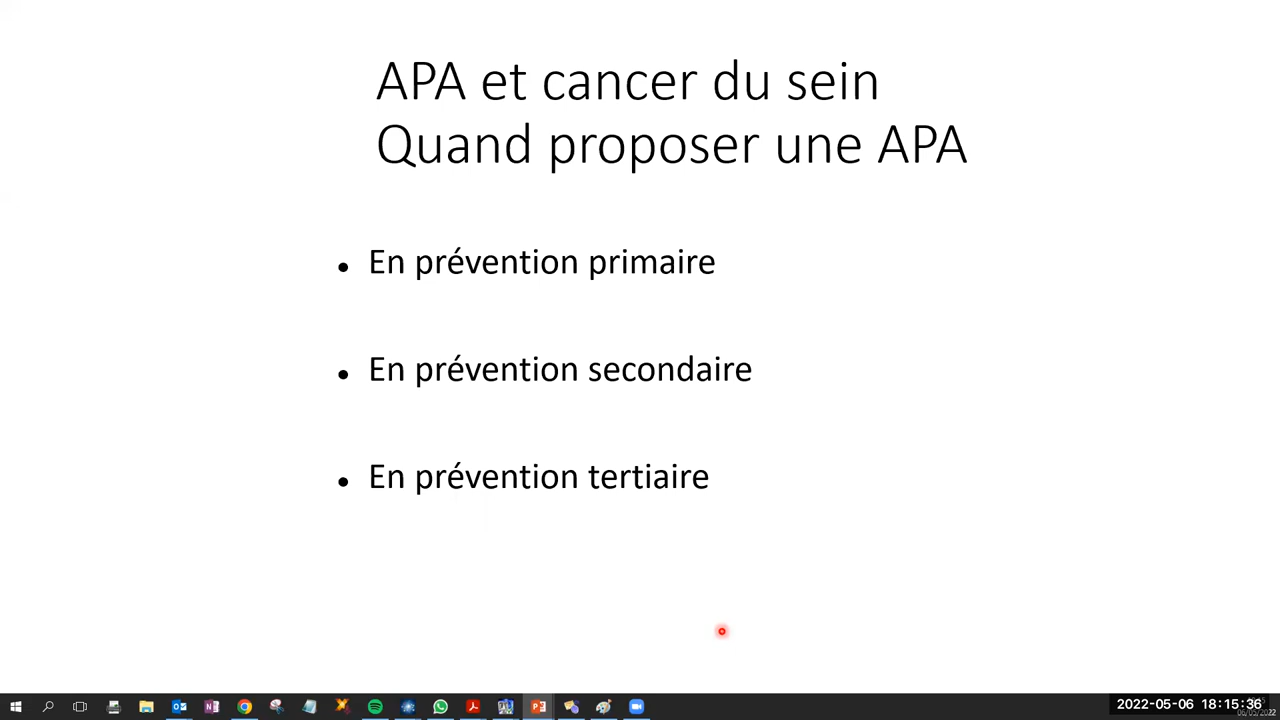 APA et cancer du sein
Quand proposer une APA
• En prévention primaire
• En prévention secondaire
• En prévention tertiaire
2022-05-06 18:15:36